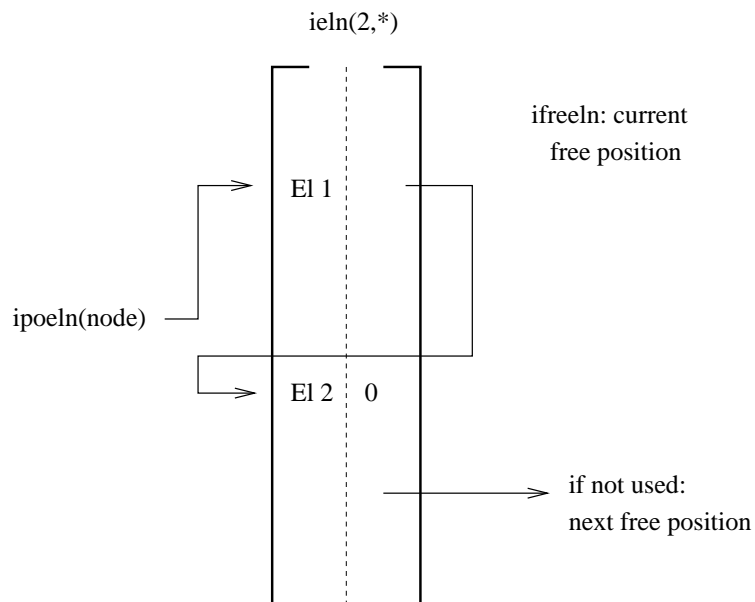 ieln(2,*)
ifreeln: current
free position
El 1
ipoeln(node)
El 2 0
if not used:
next free position